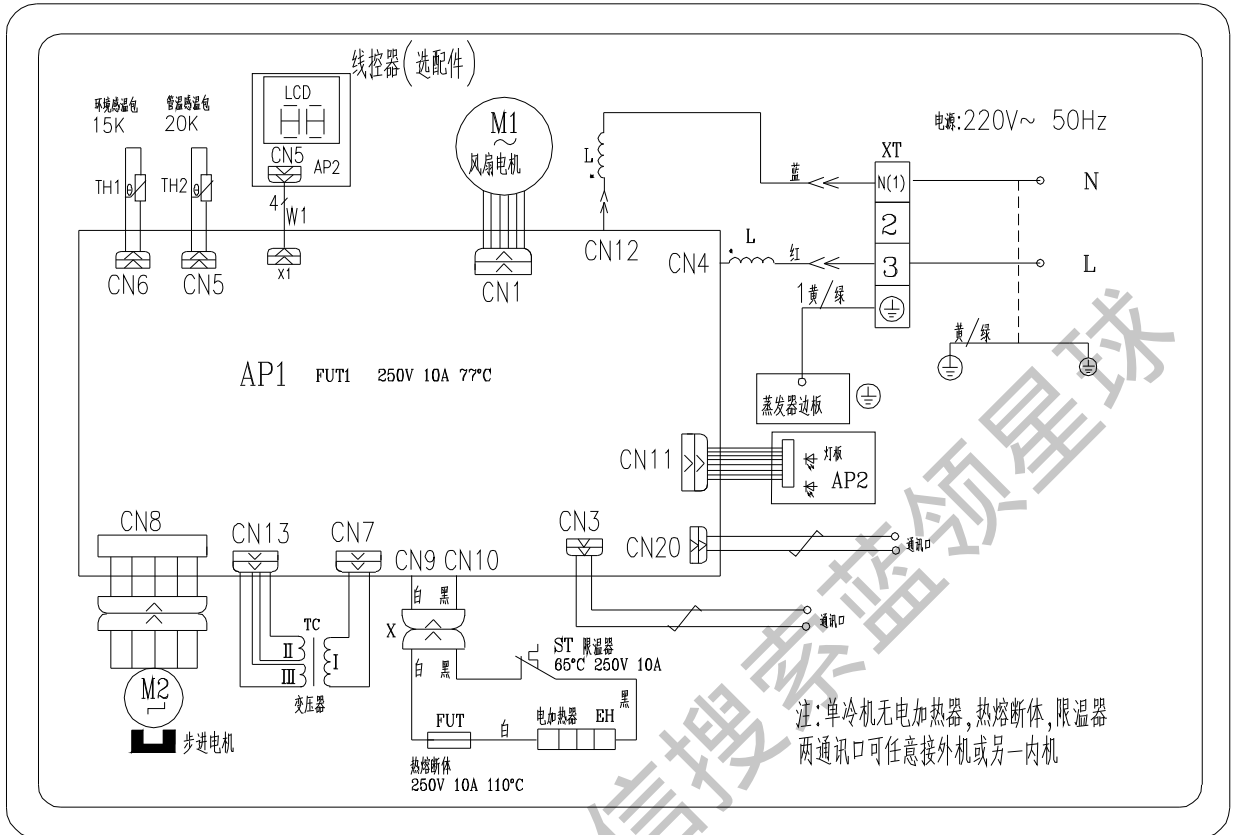 线控器(选配件)
环境感温包
15K
管温感温包
20K
LCD
CN5
AP2
TH1
θ
TH2
θ
4
W1
X1
CN6
CN5
M1
~
风扇电机
CN1
L
CN12
蓝
CN4
L
红
电源:220V~ 50Hz
XT
N(1)
2
3
N
L
1黄/绿
黄/绿
蒸发器边板
AP1 FUT1 250V 10A 77°C
CN11
灯板
AP2
CN8
CN13
CN7
CN9
CN10
CN3
CN20
通讯口
通讯口
白
黑
X
白
黑
TC
II
III
I
变压器
M2
步进电机
ST 限温器
65°C 250V 10A
黑
FUT
白
电加热器
EH
热熔断体
250V 10A 110°C
注:单冷机无电加热器,热熔断体,限温器
两通讯口可任意接外机或另一内机
信搜索蓝领星球